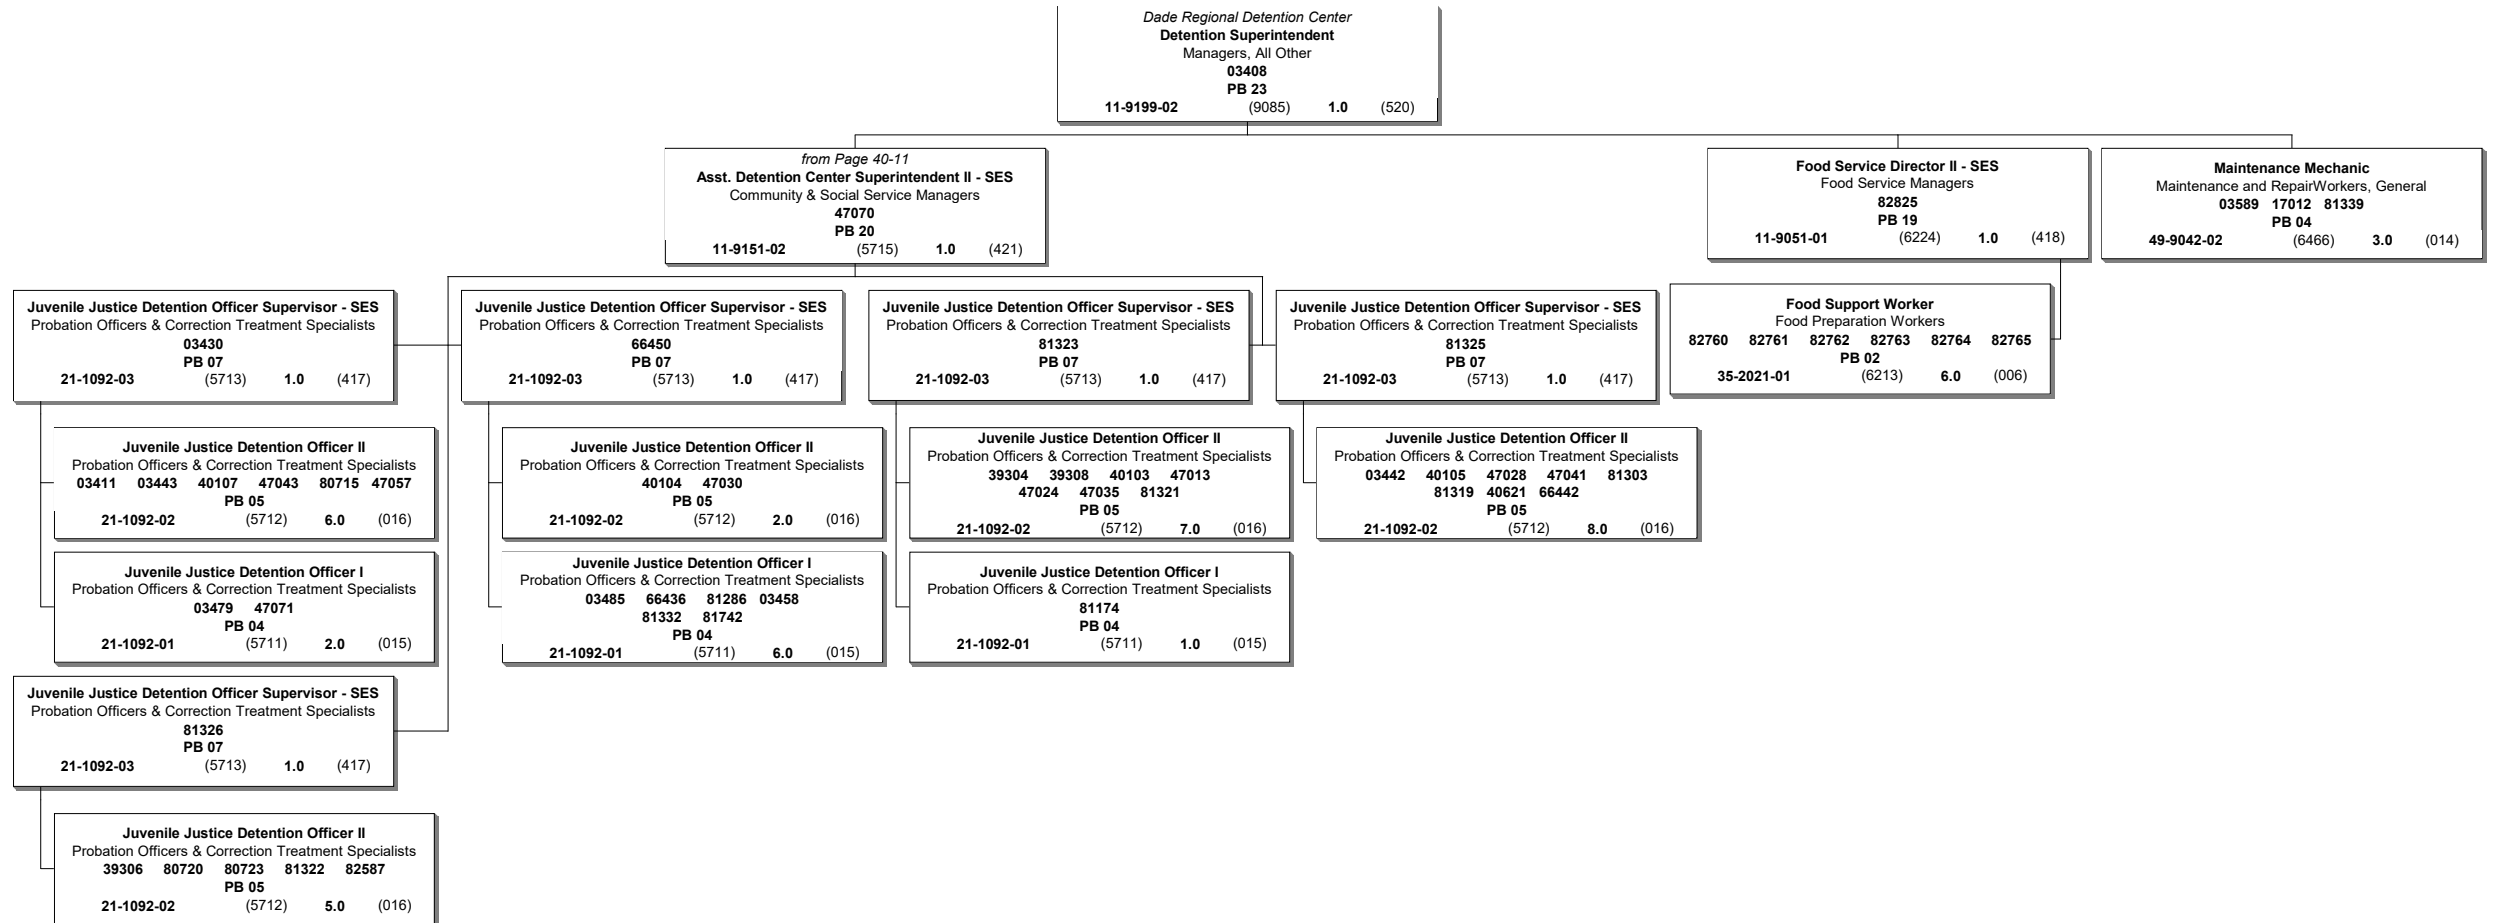 Dade Regional Detention Center
Detention Superintendent
Managers, All Other
03408
PB 23
11-9199-02 (9085) 1.0 (520)
from Page 40-11
Asst. Detention Center Superintendent II - SES
Community & Social Service Managers
47070
PB 20
11-9151-02 (5715) 1.0 (421)
Food Service Director II - SES
Food Service Managers
82825
PB 19
11-9051-01 (6224) 1.0 (418)
Maintenance Mechanic
Maintenance and RepairWorkers, General
03589 17012 81339
PB 04
49-9042-02 (6466) 3.0 (014)
Juvenile Justice Detention Officer Supervisor - SES
Probation Officers & Correction Treatment Specialists
03430
PB 07
21-1092-03 (5713) 1.0 (417)
Juvenile Justice Detention Officer Supervisor - SES
Probation Officers & Correction Treatment Specialists
66450
PB 07
21-1092-03 (5713) 1.0 (417)
Juvenile Justice Detention Officer Supervisor - SES
Probation Officers & Correction Treatment Specialists
81323
PB 07
21-1092-03 (5713) 1.0 (417)
Juvenile Justice Detention Officer Supervisor - SES
Probation Officers & Correction Treatment Specialists
81325
PB 07
21-1092-03 (5713) 1.0 (417)
Food Support Worker
Food Preparation Workers
82760 82761 82762 82763 82764 82765
PB 02
35-2021-01 (6213) 6.0 (006)
Juvenile Justice Detention Officer II
Probation Officers & Correction Treatment Specialists
03411 03443 40107 47043 80715 47057
PB 05
21-1092-02 (5712) 6.0 (016)
Juvenile Justice Detention Officer II
Probation Officers & Correction Treatment Specialists
40104 47030
PB 05
21-1092-02 (5712) 2.0 (016)
Juvenile Justice Detention Officer II
Probation Officers & Correction Treatment Specialists
39304 39308 40103 47013
47024 47035 81321
PB 05
21-1092-02 (5712) 7.0 (016)
Juvenile Justice Detention Officer II
Probation Officers & Correction Treatment Specialists
03442 40105 47028 47041 81303
81319 40621 66442
PB 05
21-1092-02 (5712) 8.0 (016)
Juvenile Justice Detention Officer I
Probation Officers & Correction Treatment Specialists
03479 47071
PB 04
21-1092-01 (5711) 2.0 (015)
Juvenile Justice Detention Officer I
Probation Officers & Correction Treatment Specialists
03485 66436 81286 03458
81332 81742
PB 04
21-1092-01 (5711) 6.0 (015)
Juvenile Justice Detention Officer I
Probation Officers & Correction Treatment Specialists
81174
PB 04
21-1092-01 (5711) 1.0 (015)
Juvenile Justice Detention Officer Supervisor - SES
Probation Officers & Correction Treatment Specialists
81326
PB 07
21-1092-03 (5713) 1.0 (417)
Juvenile Justice Detention Officer II
Probation Officers & Correction Treatment Specialists
39306 80720 80723 81322 82587
PB 05
21-1092-02 (5712) 5.0 (016)